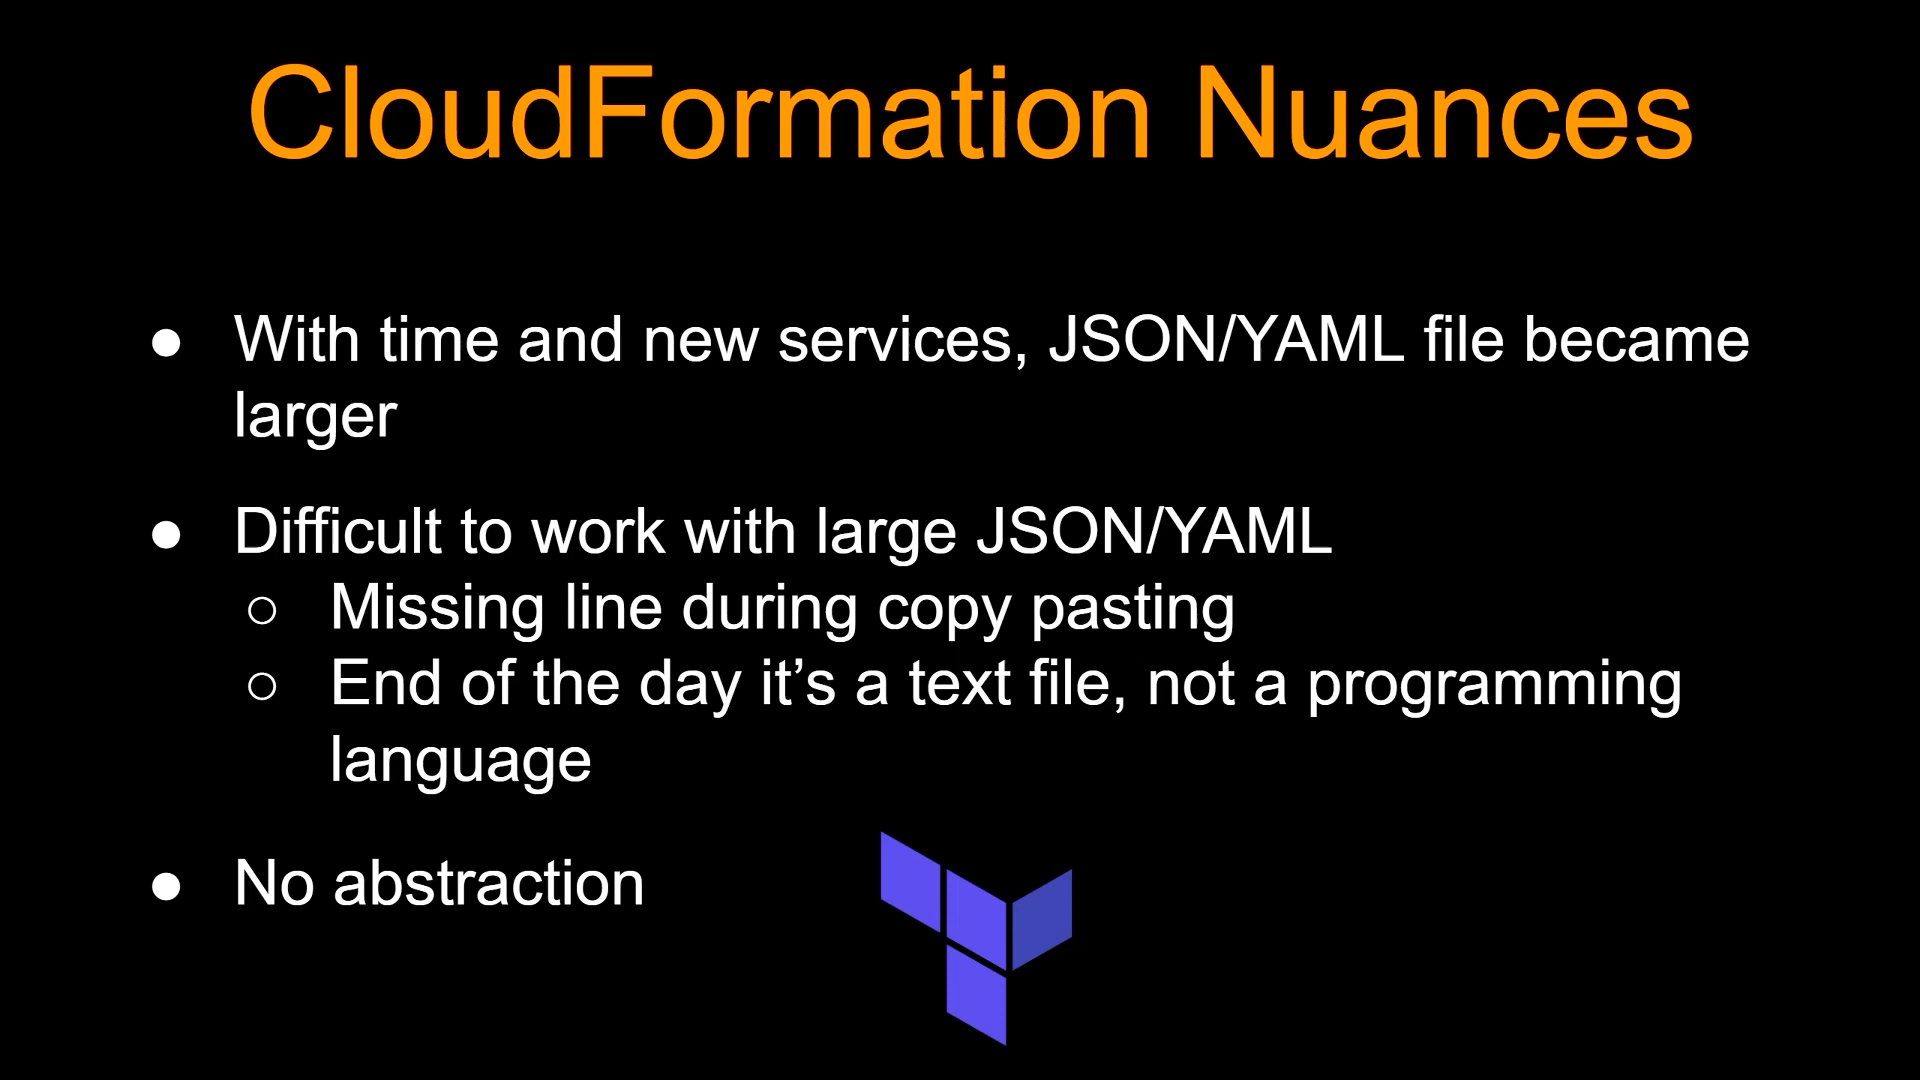 CloudFormation Nuances
● With time and new services, JSON/YAML file became
larger
● Difficult to work with large JSON/YAML
○ Missing line during copy pasting
○ End of the day it’s a text file, not a programming
language
● No abstraction